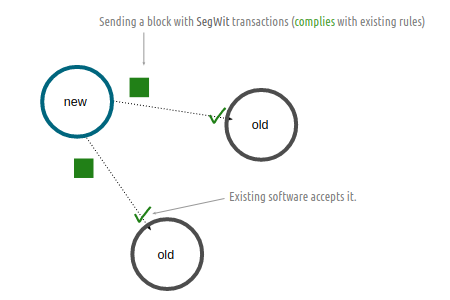 Sending a block with SegWit transactions (complies with existing rules)
new
old
Existing software accepts it.
old